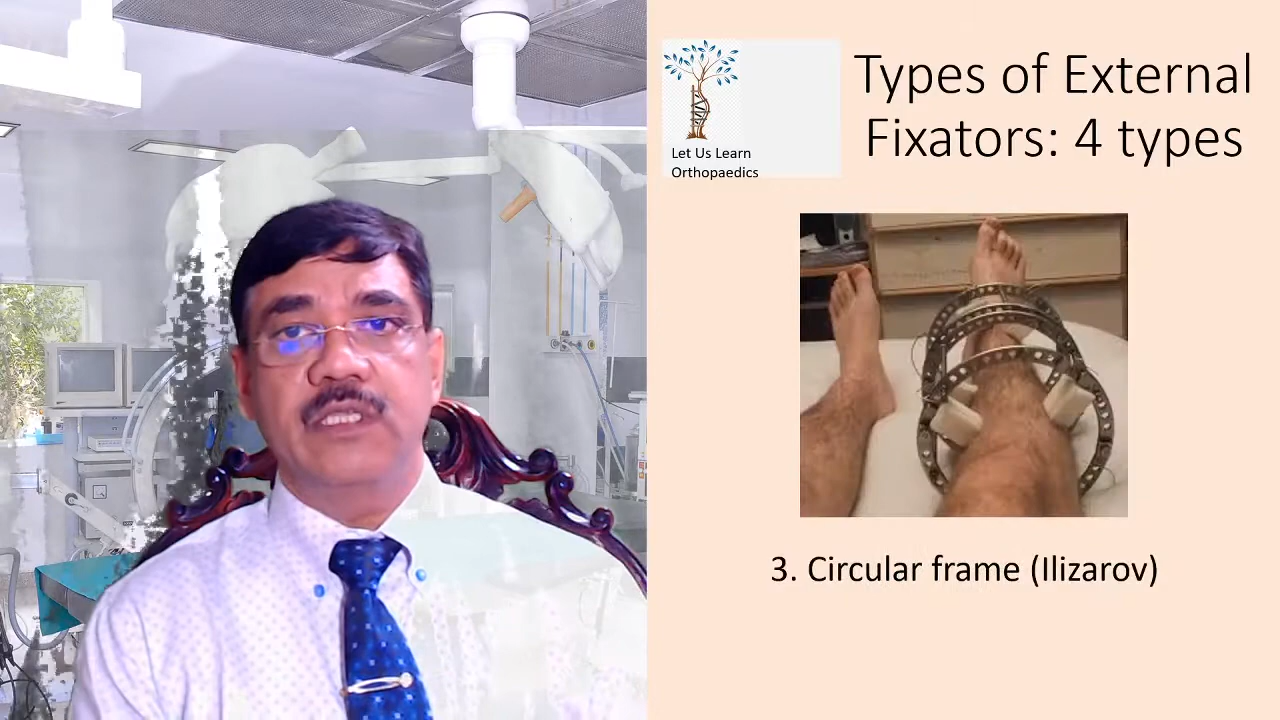 Types of External
Fixators: 4 types
Let Us Learn
Orthopaedics
3. Circular frame (Ilizarov)